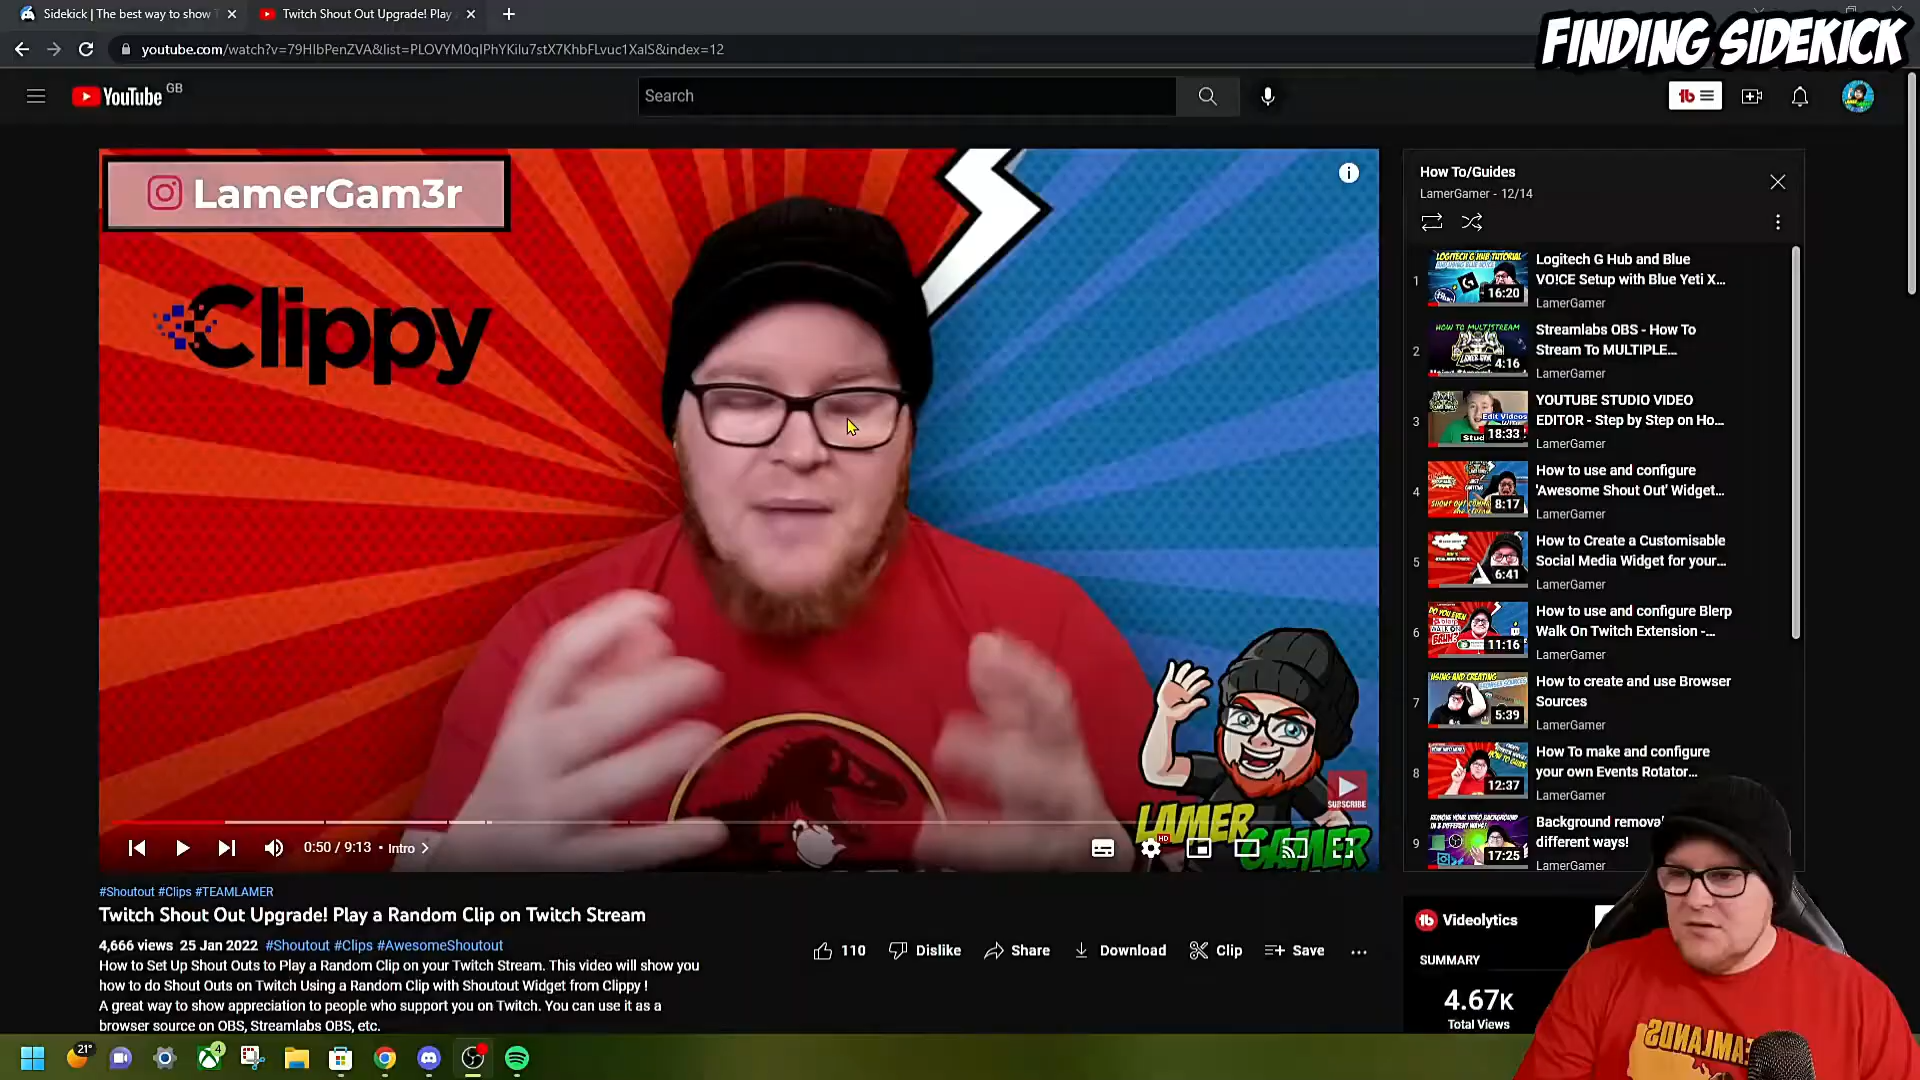 Sidekick | The best way to show
Twitch Shout Out Upgrade! Play
FINDING SIDEKICK
youtube.com/watch?v=79HIbPenZVA&list=PLOVYM0qIPhYKilu7stX7KhbFLvuc1XaIS&index=12
YouTube GB
Search
LamerGam3r
Clippy
How To/Guides
LamerGamer - 12/14
1
16:20
Logitech G Hub and Blue
VO!CE Setup with Blue Yeti X...
LamerGamer
2
4:16
Streamlabs OBS - How To
Stream To MULTIPLE...
LamerGamer
3
18:33
YOUTUBE STUDIO VIDEO
EDITOR - Step by Step on Ho...
LamerGamer
4
8:17
How to use and configure
'Awesome Shout Out' Widget...
LamerGamer
5
6:41
How to Create a Customisable
Social Media Widget for your...
LamerGamer
6
11:16
How to use and configure Blerp
Walk On Twitch Extension -...
LamerGamer
7
5:39
How to create and use Browser
Sources
LamerGamer
8
12:37
How To make and configure
your own Events Rotator...
LamerGamer
9
17:25
Background removal
different ways!
LamerGamer
SUBSCRIBE
LAMER
GAMER
0:50 / 9:13 • Intro
HD
#Shoutout #Clips #TEAMLAMER
Twitch Shout Out Upgrade! Play a Random Clip on Twitch Stream
4,666 views 25 Jan 2022 #Shoutout #Clips #AwesomeShoutout
110
Dislike
Share
Download
Clip
Save
How to Set Up Shout Outs to Play a Random Clip on your Twitch Stream. This video will show you
how to do Shout Outs on Twitch Using a Random Clip with Shoutout Widget from Clippy !
A great way to show appreciation to people who support you on Twitch. You can use it as a
browser source on OBS, Streamlabs OBS, etc.
Videolytics
SUMMARY
4.67K
Total Views
21°
4